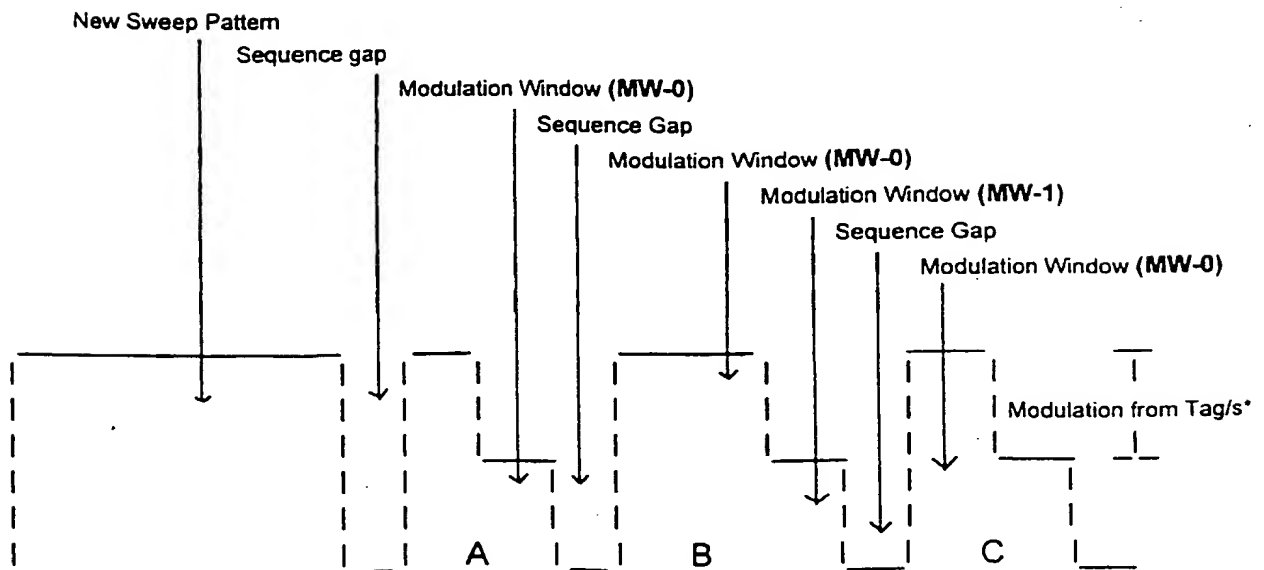 New Sweep Pattern
Sequence gap
Modulation Window (MW-0)
Sequence Gap
Modulation Window (MW-0)
Modulation Window (MW-1)
Sequence Gap
Modulation Window (MW-0)
Modulation from Tag/s*
A
B
C